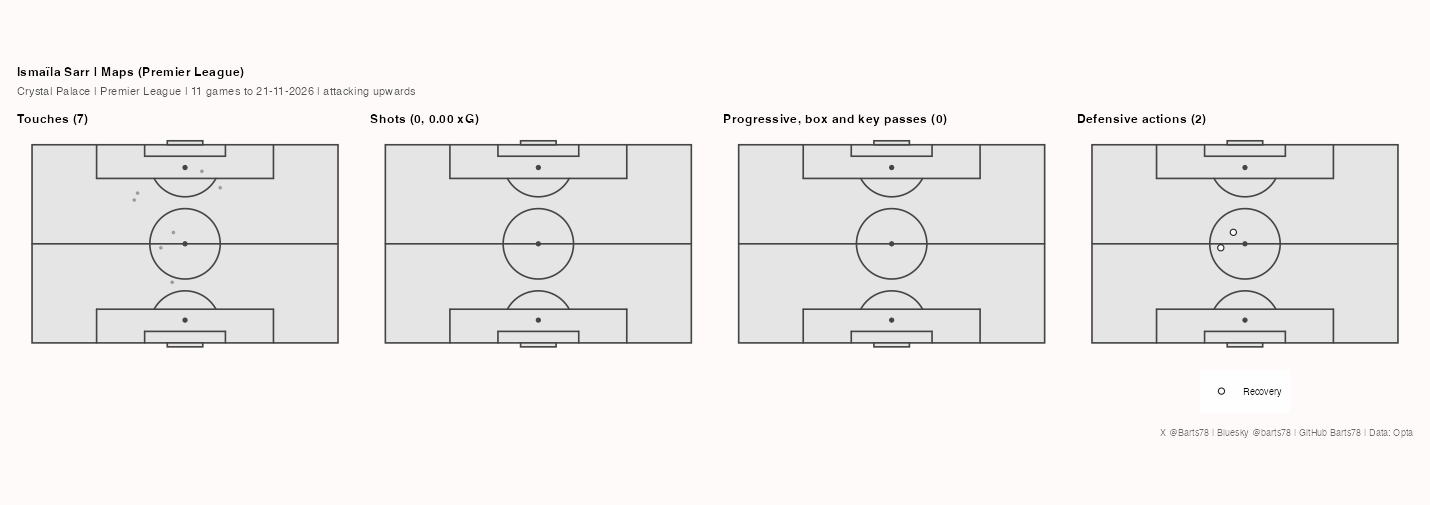 Ismaïla Sarr | Maps (Premier League)
Crystal Palace | Premier League | 11 games to 21-11-2026 | attacking upwards
Touches (7)
Shots (0, 0.00 xG)
Progressive, box and key passes (0)
Defensive actions (2)
Recovery
X @Barts78 | Bluesky @barts78 | GitHub Barts78 | Data: Opta